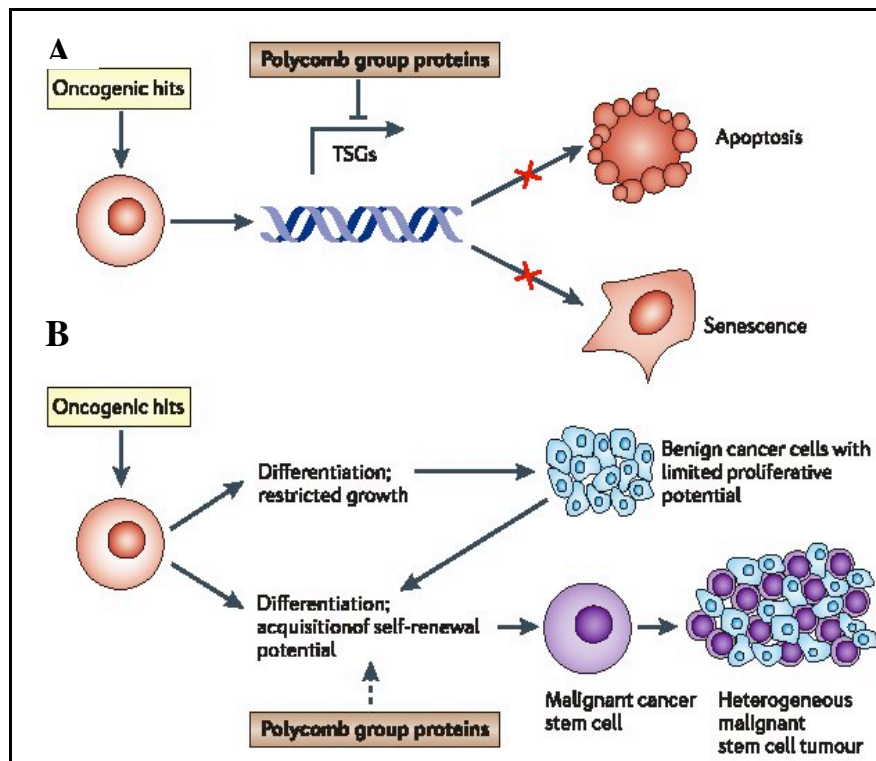 A
Polycomb group proteins
Oncogenic hits
TSGs
Apoptosis
Senescence
B
Oncogenic hits
Differentiation;
restricted growth
Benign cancer cells with
limited proliferative
potential
Differentiation;
acquisitionof self-renewal
potential
Polycomb group proteins
Malignant cancer
stem cell
Heterogeneous
malignant
stem cell tumour